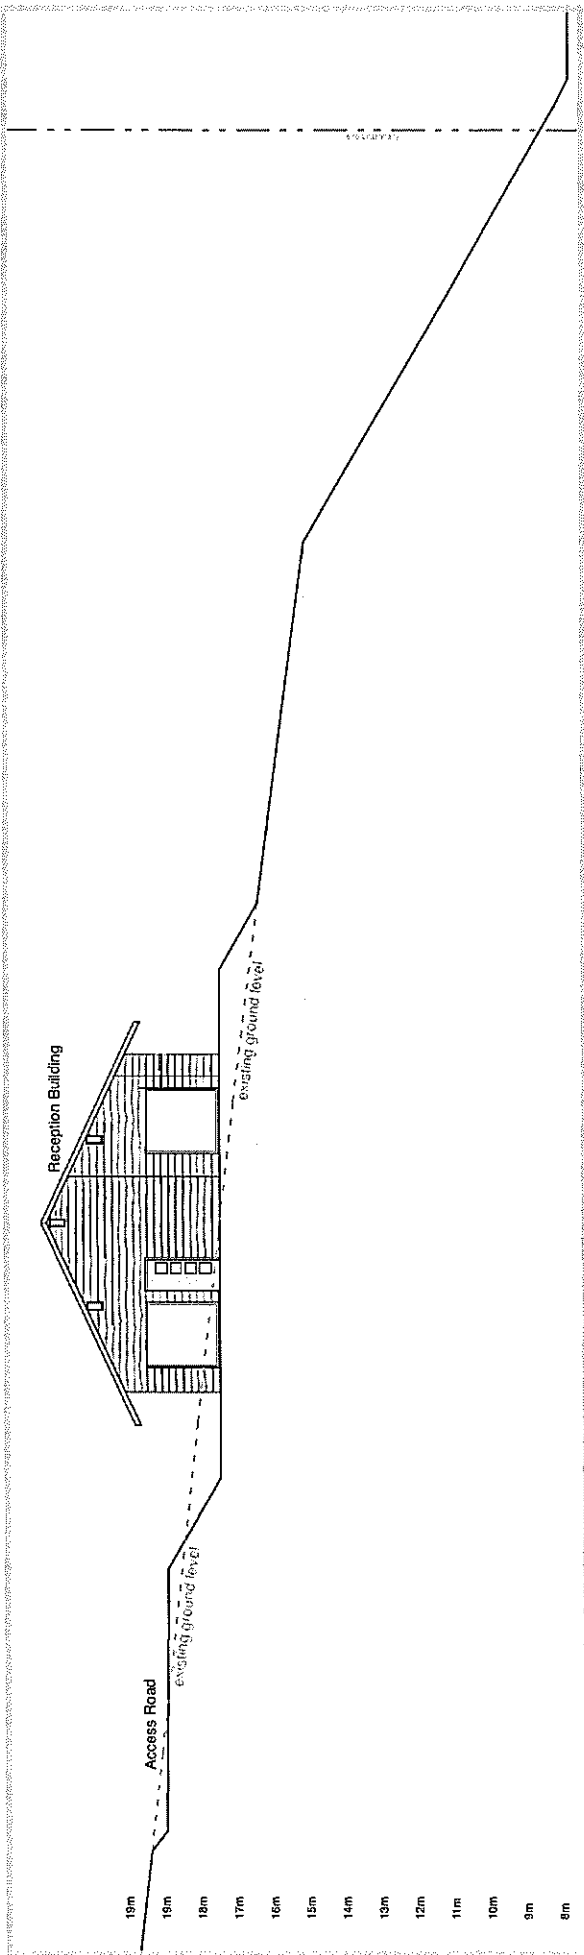 Reception Building
existing ground level
Access Road
existing ground level
19m
19m
18m
17m
16m
15m
14m
13m
12m
11m
10m
9m
8m